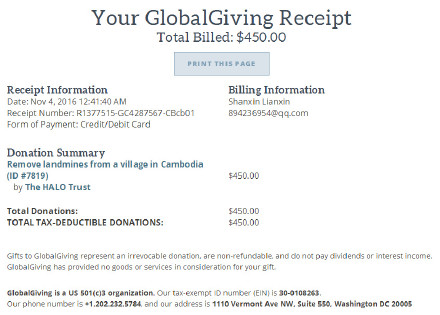 Your GlobalGiving Receipt
Total Billed: $450.00
PRINT THIS PAGE
Receipt Information
Date: Nov 4, 2016 12:41:40 AM
Receipt Number: R1377515-GC4287567-CBcb01
Form of Payment: Credit/Debit Card
Billing Information
Shanxin Lianxin
894236954@qq.com
Donation Summary
Remove landmines from a village in Cambodia
(ID #7819) $450.00
by The HALO Trust
Total Donations: $450.00
TOTAL TAX-DEDUCTIBLE DONATIONS: $450.00
Gifts to GlobalGiving represent an irrevocable donation, are non-refundable, and do not pay dividends or interest income.
GlobalGiving has provided no goods or services in consideration for your gift.
GlobalGiving is a US 501(c)3 organization. Our tax-exempt ID number (EIN) is 30-0108263.
Our phone number is +1.202.232.5784, and our address is 1110 Vermont Ave NW, Suite 550, Washington DC 20005